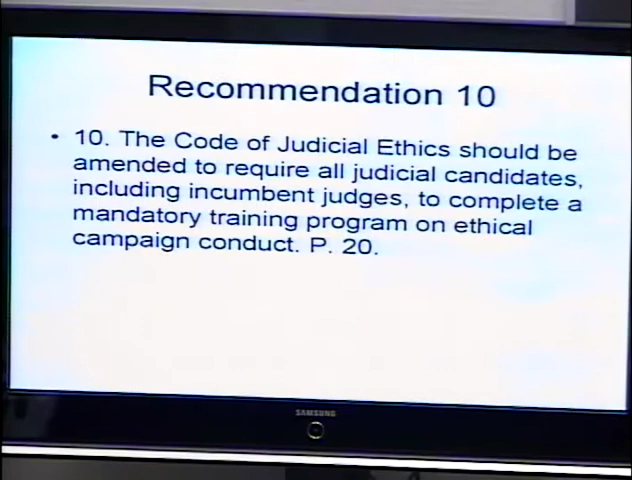 Recommendation 10
• 10. The Code of Judicial Ethics should be
amended to require all judicial candidates,
including incumbent judges, to complete a
mandatory training program on ethical
campaign conduct. P. 20.
SAMSUNG